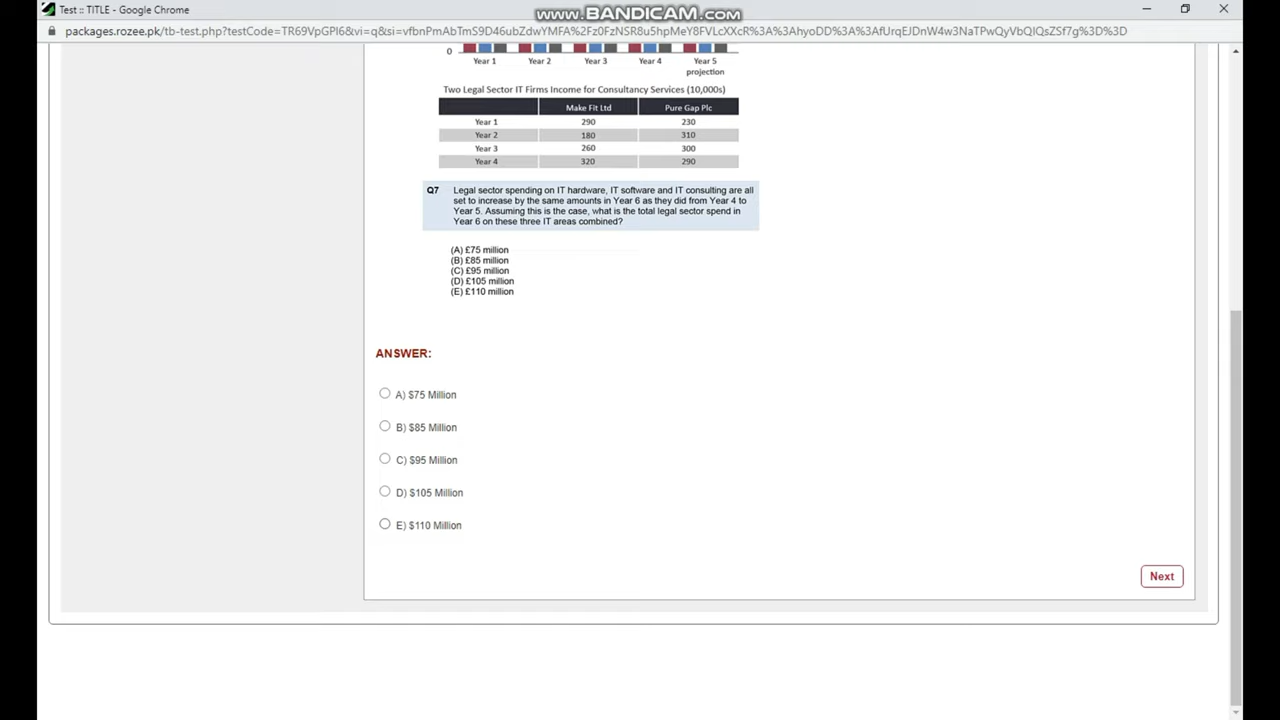 www.BANDICAM.com
Test :: TITLE - Google Chrome
packages.rozee.pk/tb-test.php?testCode=TR69VpGPI6&vi=q&si=vfbnPmAbTmS9D46ubZdwYMFA%2Fz0FzNSR8u5hpMeY8FVLcXXcR%3A%3AhyoDD%3A%3AfUrqEJDnW4w3NaTPwQyVbQIQsZSf7g%3D%3D
0
Year 1 Year 2 Year 3 Year 4 Year 5
projection
Two Legal Sector IT Firms Income for Consultancy Services (10,000s)
Make Fit Ltd Pure Gap Plc
Year 1 290 230
Year 2 180 310
Year 3 260 300
Year 4 320 290
Q7 Legal sector spending on IT hardware, IT software and IT consulting are all
set to increase by the same amounts in Year 6 as they did from Year 4 to
Year 5. Assuming this is the case, what is the total legal sector spend in
Year 6 on these three IT areas combined?
(A) £75 million
(B) £85 million
(C) £95 million
(D) £105 million
(E) £110 million
ANSWER:
A) $75 Million
B) $85 Million
C) $95 Million
D) $105 Million
E) $110 Million
Next